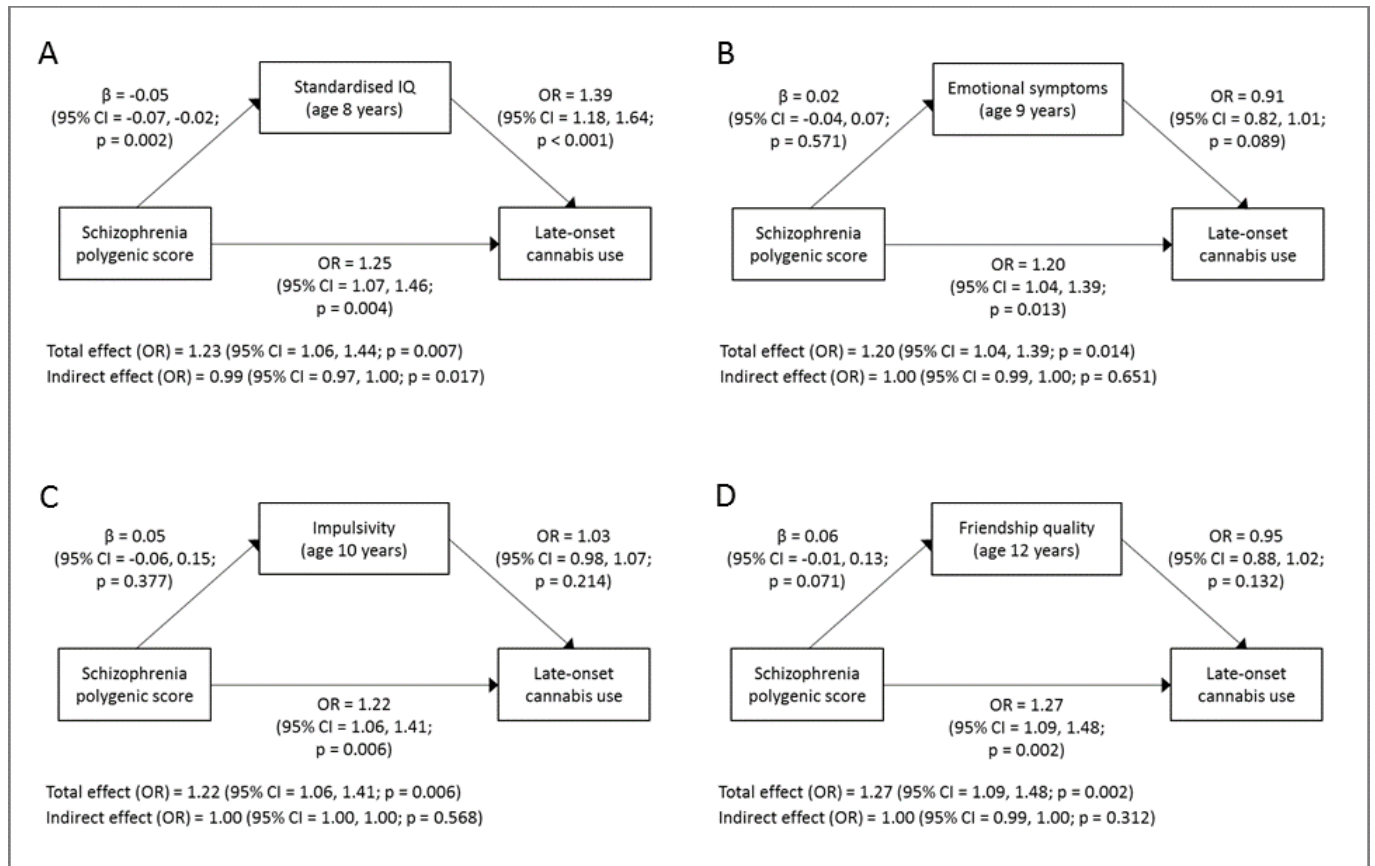 A
β = -0.05
(95% CI = -0.07, -0.02;
p = 0.002)
Standardised IQ
(age 8 years)
OR = 1.39
(95% CI = 1.18, 1.64;
p < 0.001)
Schizophrenia
polygenic score
Late-onset
cannabis use
OR = 1.25
(95% CI = 1.07, 1.46;
p = 0.004)
Total effect (OR) = 1.23 (95% CI = 1.06, 1.44; p = 0.007)
Indirect effect (OR) = 0.99 (95% CI = 0.97, 1.00; p = 0.017)
B
β = 0.02
(95% CI = -0.04, 0.07;
p = 0.571)
Emotional symptoms
(age 9 years)
OR = 0.91
(95% CI = 0.82, 1.01;
p = 0.089)
Schizophrenia
polygenic score
Late-onset
cannabis use
OR = 1.20
(95% CI = 1.04, 1.39;
p = 0.013)
Total effect (OR) = 1.20 (95% CI = 1.04, 1.39; p = 0.014)
Indirect effect (OR) = 1.00 (95% CI = 0.99, 1.00; p = 0.651)
C
β = 0.05
(95% CI = -0.06, 0.15;
p = 0.377)
Impulsivity
(age 10 years)
OR = 1.03
(95% CI = 0.98, 1.07;
p = 0.214)
Schizophrenia
polygenic score
Late-onset
cannabis use
OR = 1.22
(95% CI = 1.06, 1.41;
p = 0.006)
Total effect (OR) = 1.22 (95% CI = 1.06, 1.41; p = 0.006)
Indirect effect (OR) = 1.00 (95% CI = 1.00, 1.00; p = 0.568)
D
β = 0.06
(95% CI = -0.01, 0.13;
p = 0.071)
Friendship quality
(age 12 years)
OR = 0.95
(95% CI = 0.88, 1.02;
p = 0.132)
Schizophrenia
polygenic score
Late-onset
cannabis use
OR = 1.27
(95% CI = 1.09, 1.48;
p = 0.002)
Total effect (OR) = 1.27 (95% CI = 1.09, 1.48; p = 0.002)
Indirect effect (OR) = 1.00 (95% CI = 0.99, 1.00; p = 0.312)